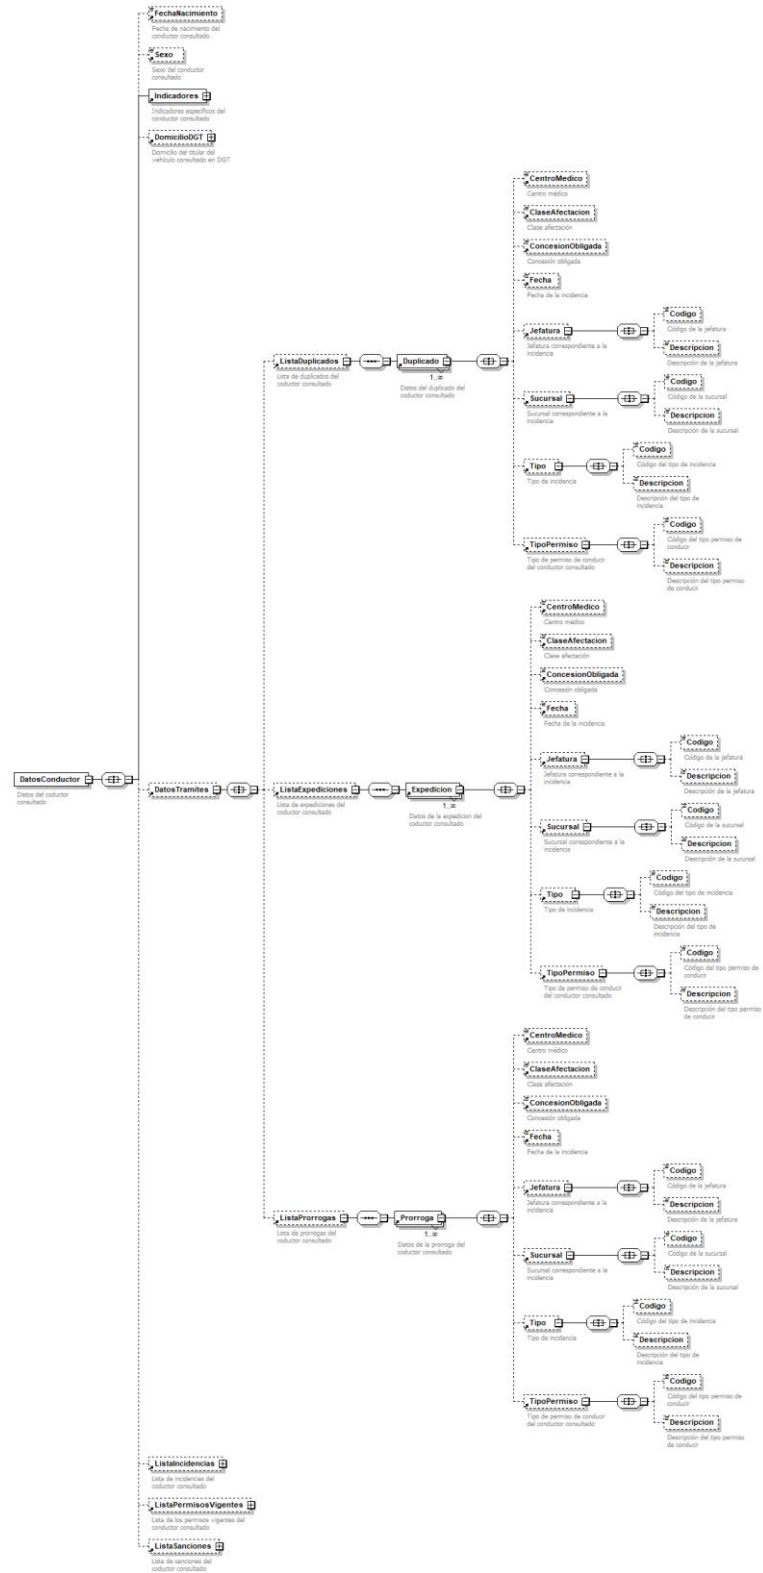 FechaNacimiento
Fecha de nacimiento del
conductor consultado
Sexo
Sexo del conductor
consultado
Indicadores
Indicadores específicos del
conductor consultado
DomicilioDGT
Domicilio del titular del
vehículo consultado en DGT
DatosConductor
Datos del coductor
consultado
DatosTramites
ListaDuplicados
Lista de duplicados del
coductor consultado
Duplicado
1..∞
Datos del duplicado del
coductor consultado
CentroMedico
Centro médico
ClaseAfectacion
Clase afectación
ConcesionObligada
Concesión obligada
Fecha
Fecha de la incidencia
Jefatura
Jefatura correspondiente a la
incidencia
Codigo
Código de la jefatura
Descripcion
Descripción de la jefatura
Sucursal
Sucursal correspondiente a la
incidencia
Codigo
Código de la sucursal
Descripcion
Descripción de la sucursal
Tipo
Tipo de incidencia
Codigo
Código del tipo de incidencia
Descripcion
Descripción del tipo de
incidencia
TipoPermiso
Tipo de permiso de conducir
del conductor consultado
Codigo
Código del tipo permiso de
conducir
Descripcion
Descripción del tipo permiso
de conducir
ListaExpediciones
Lista de expediciones del
coductor consultado
Expedicion
1..∞
Datos de la expedicion del
coductor consultado
CentroMedico
Centro médico
ClaseAfectacion
Clase afectación
ConcesionObligada
Concesión obligada
Fecha
Fecha de la incidencia
Jefatura
Jefatura correspondiente a la
incidencia
Codigo
Código de la jefatura
Descripcion
Descripción de la jefatura
Sucursal
Sucursal correspondiente a la
incidencia
Codigo
Código de la sucursal
Descripcion
Descripción de la sucursal
Tipo
Tipo de incidencia
Codigo
Código del tipo de incidencia
Descripcion
Descripción del tipo de
incidencia
TipoPermiso
Tipo de permiso de conducir
del conductor consultado
Codigo
Código del tipo permiso de
conducir
Descripcion
Descripción del tipo permiso
de conducir
ListaProrrogas
Lista de prorrogas del
coductor consultado
Prorroga
1..∞
Datos de la prorroga del
coductor consultado
CentroMedico
Centro médico
ClaseAfectacion
Clase afectación
ConcesionObligada
Concesión obligada
Fecha
Fecha de la incidencia
Jefatura
Jefatura correspondiente a la
incidencia
Codigo
Código de la jefatura
Descripcion
Descripción de la jefatura
Sucursal
Sucursal correspondiente a la
incidencia
Codigo
Código de la sucursal
Descripcion
Descripción de la sucursal
Tipo
Tipo de incidencia
Codigo
Código del tipo de incidencia
Descripcion
Descripción del tipo de
incidencia
TipoPermiso
Tipo de permiso de conducir
del conductor consultado
Codigo
Código del tipo permiso de
conducir
Descripcion
Descripción del tipo permiso
de conducir
ListaIncidencias
Lista de incidencias del
coductor consultado
ListaPermisosVigentes
Lista de los permisos vigentes del
conductor consultado
ListaSanciones
Lista de sanciones del
coductor consultado